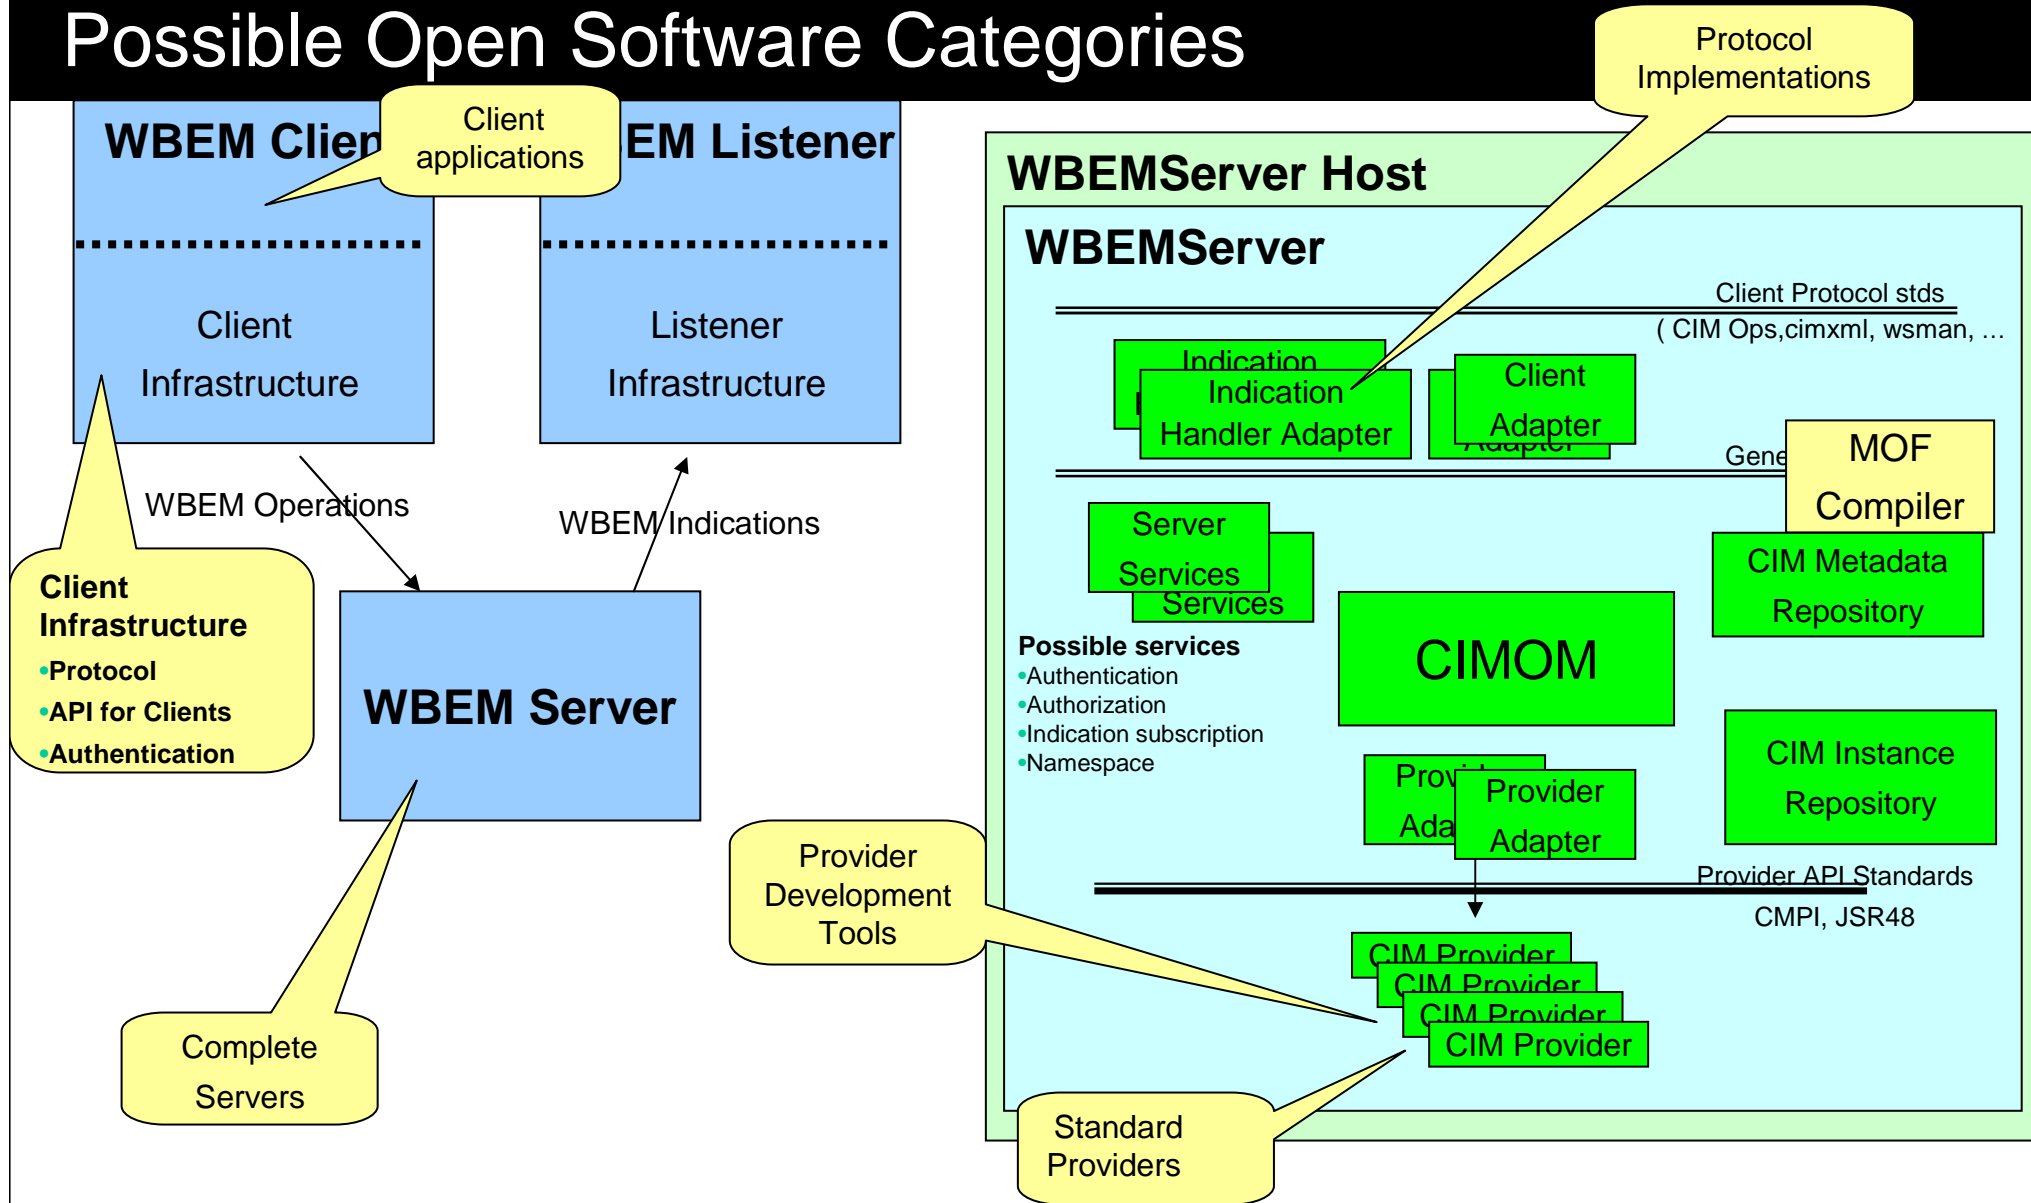 Possible Open Software Categories
Protocol
Implementations
Client
applications
WBEM Clien
EM Listener
Client
Infrastructure
Listener
Infrastructure
WBEM Operations
WBEM Indications
Client
Infrastructure
•Protocol
•API for Clients
•Authentication
WBEM Server
Complete
Servers
WBEMServer Host
WBEMServer
Client Protocol stds
( CIM Ops,cimxml, wsman, …
Indication
Indication
Handler Adapter
Client
Adapter
Adapter
Gene
MOF
Compiler
Server
Services
Services
CIM Metadata
Repository
Possible services
•Authentication
•Authorization
•Indication subscription
•Namespace
CIMOM
CIM Instance
Repository
Provid
Ada
Provider
Adapter
Provider API Standards
CMPI, JSR48
Provider
Development
Tools
CIM Provider
CIM Provider
CIM Provider
CIM Provider
Standard
Providers